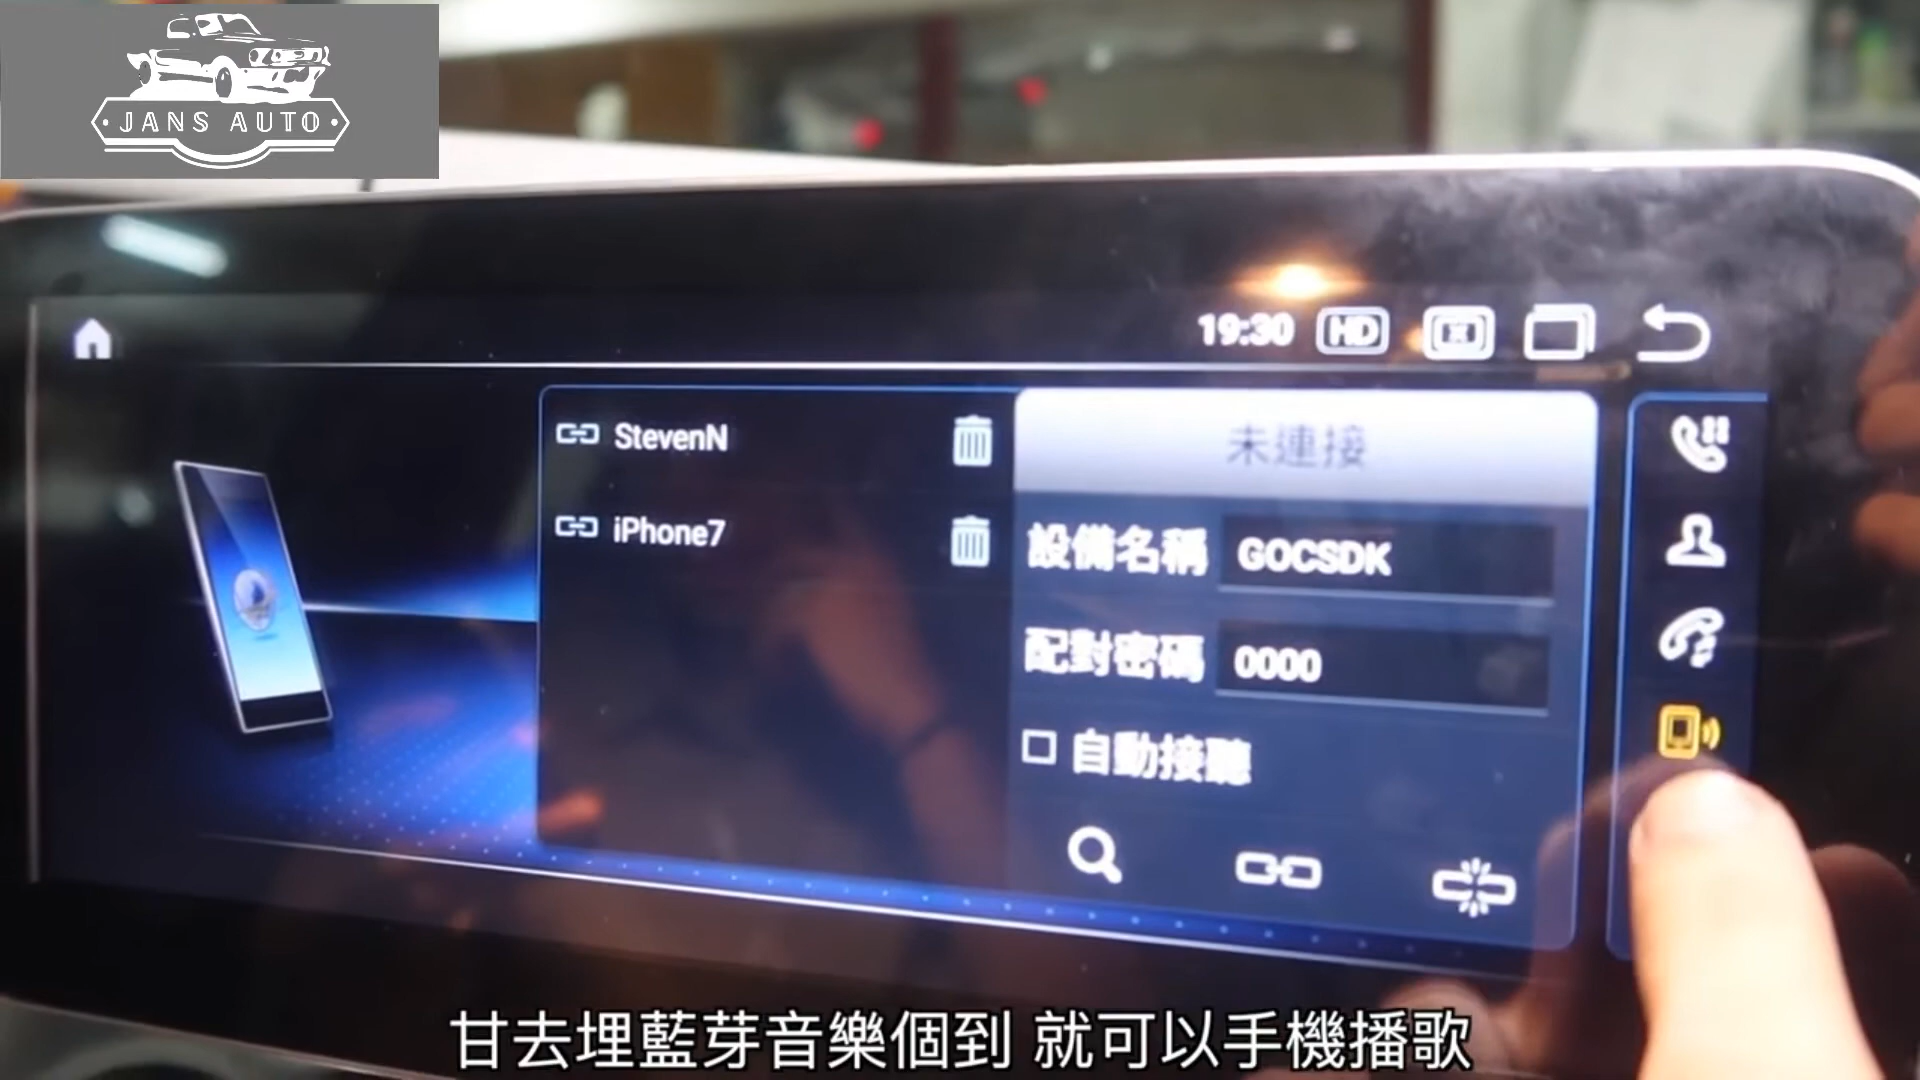 JANS AUTO
19:30 HD
StevenN
iPhone7
未連接
設備名稱 GOCSDK
配對密碼 0000
自動接聽
甘去埋藍芽音樂個到 就可以手機播歌